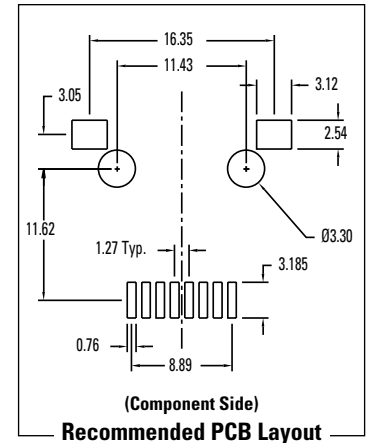 16.35
11.43
3.05
3.12
2.54
11.62
Ø3.30
1.27 Typ.
3.185
0.76
8.89
(Component Side)
Recommended PCB Layout